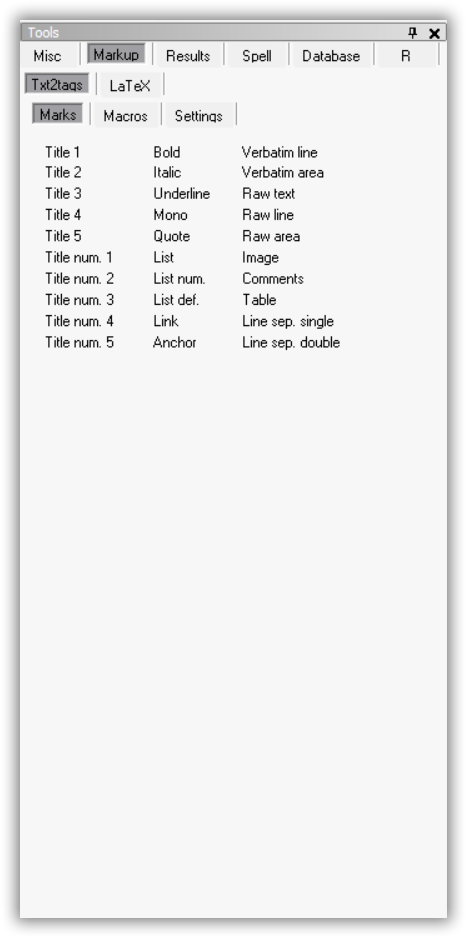 Tools
Misc Markup Results Spell Database R
Txt2tags LaTeX
Marks Macros Settings
Title 1 Bold Verbatim line
Title 2 Italic Verbatim area
Title 3 Underline Raw text
Title 4 Mono Raw line
Title 5 Quote Raw area
Title num. 1 List Image
Title num. 2 List num. Comments
Title num. 3 List def. Table
Title num. 4 Link Line sep. single
Title num. 5 Anchor Line sep. double